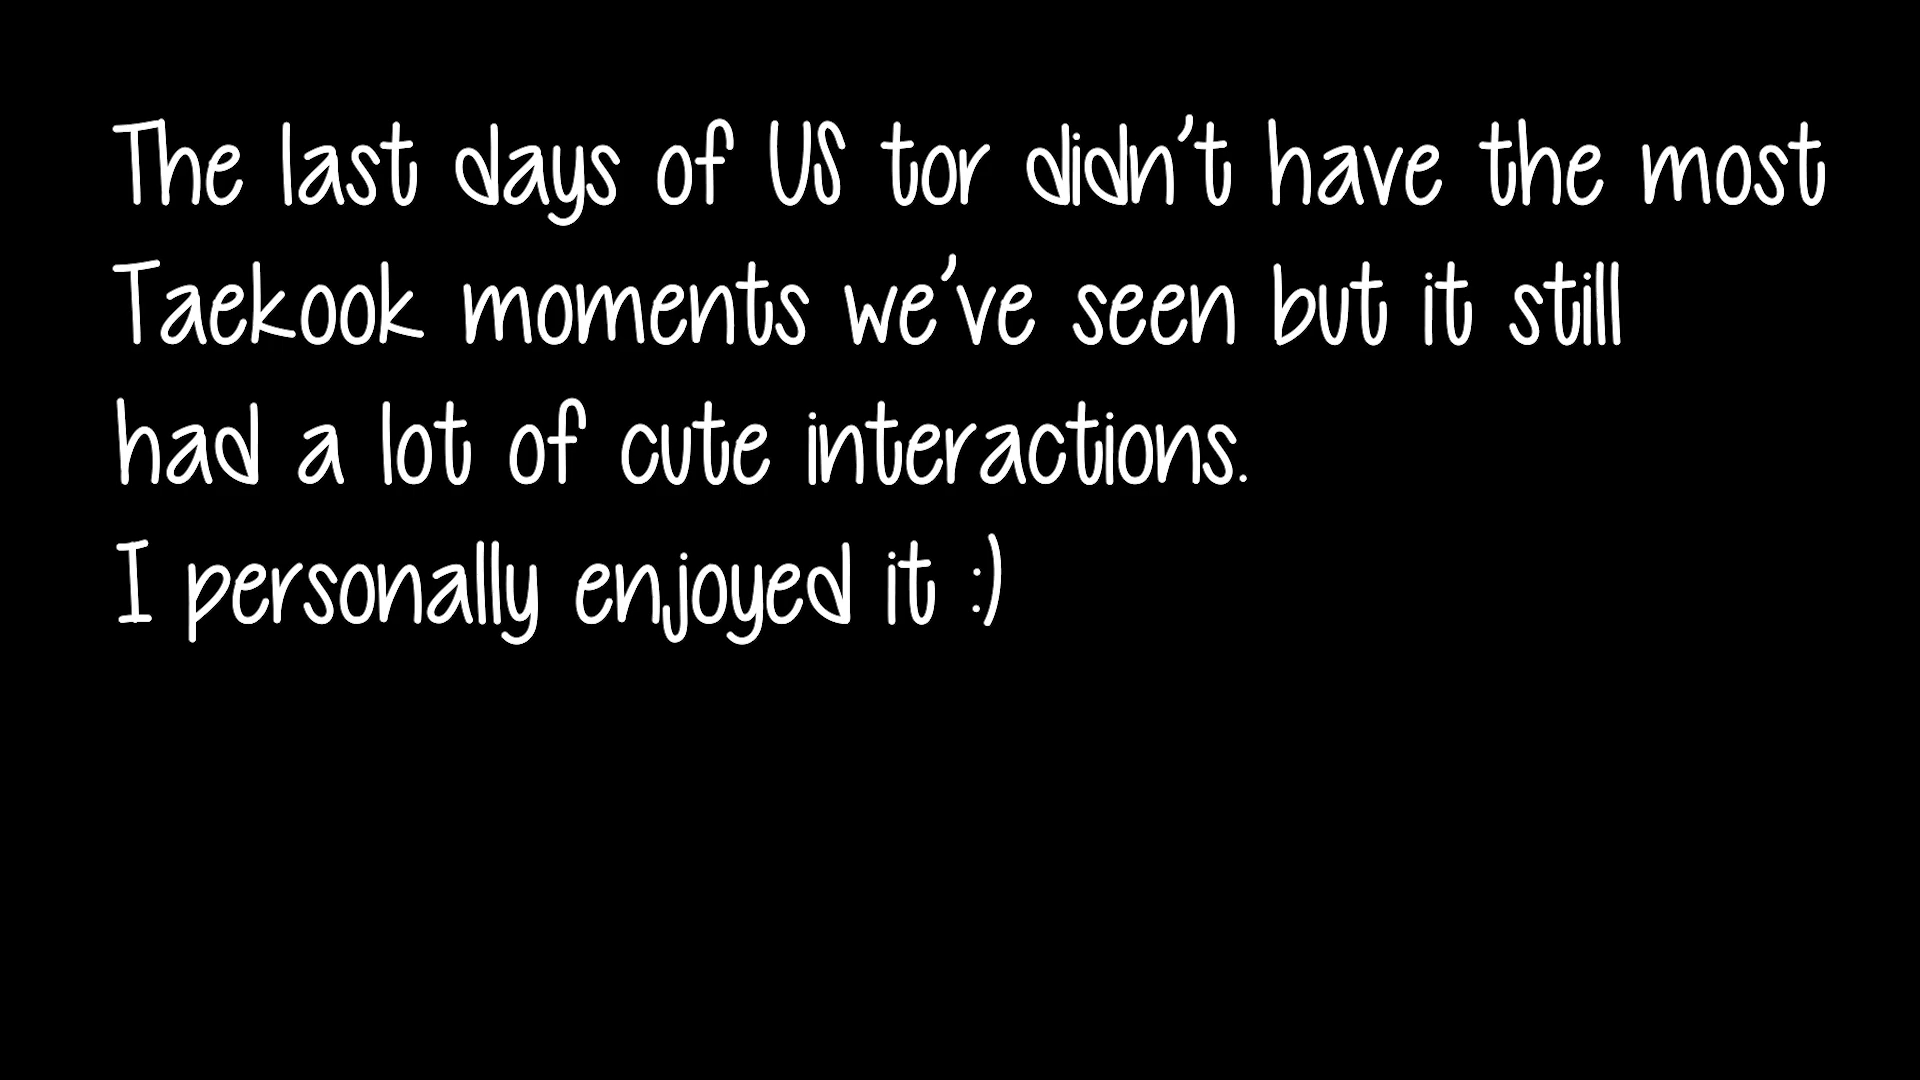 The last days of US tor didn't have the most
Taekook moments we've seen but it still
had a lot of cute interactions.
I personally enjoyed it :)